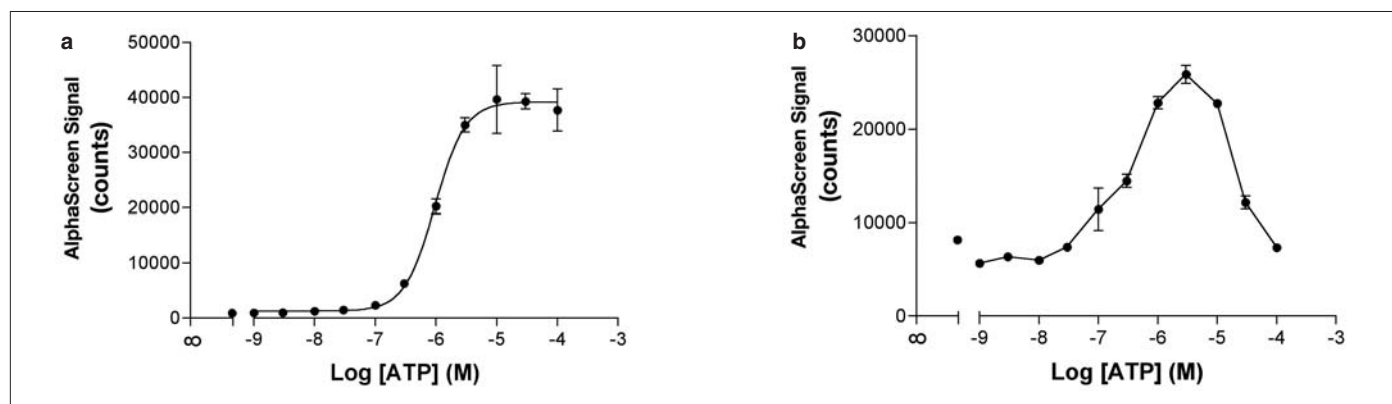 a
50000
40000
30000
20000
10000
0
AlphaScreen Signal
(counts)
∞ -9 -8 -7 -6 -5 -4 -3
Log [ATP] (M)
b
30000
20000
10000
0
AlphaScreen Signal
(counts)
∞ -9 -8 -7 -6 -5 -4 -3
Log [ATP] (M)